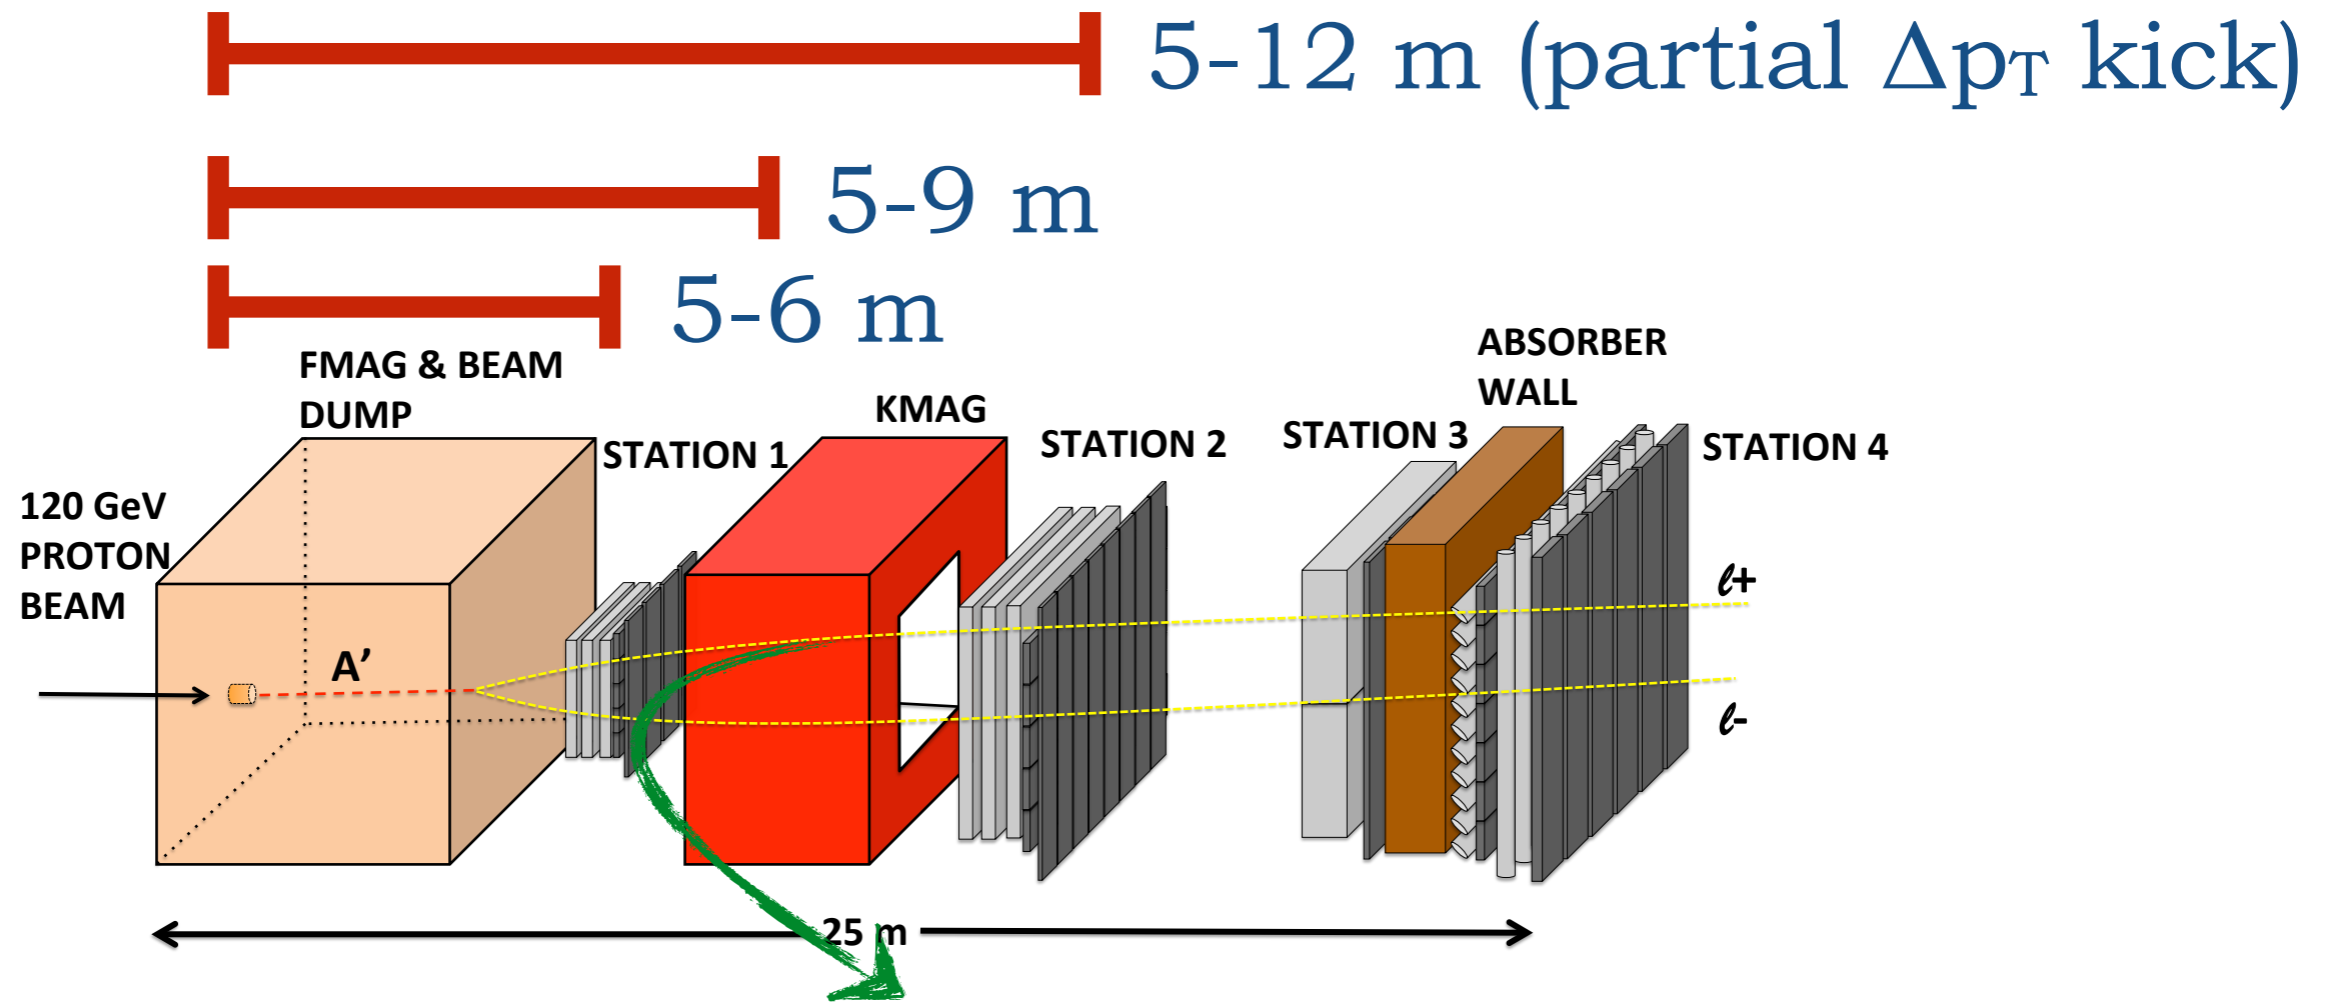 5-12 m (partial ΔpT kick)
5-9 m
5-6 m
FMAG & BEAM
DUMP
ABSORBER
WALL
KMAG
STATION 1
STATION 2
STATION 3
STATION 4
120 GeV
PROTON
BEAM
A’
ℓ+
ℓ-
25 m